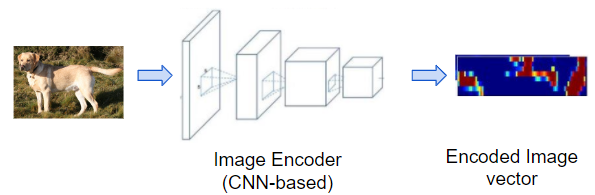 Image Encoder
(CNN-based)
Encoded Image
vector